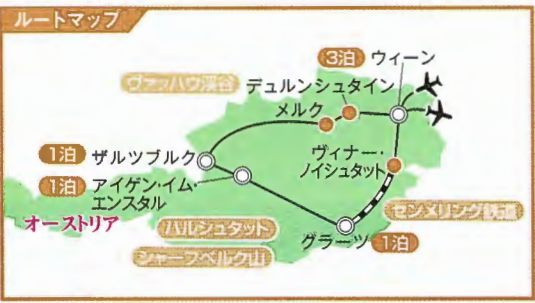 ルートマップ
3泊 ウィーン
ヴァッハウ渓谷
デュルンシュタイン
メルク
1泊 ザルツブルク
ヴィナー・
ノイシュタット
1泊 アイゲン・イム・
エンスタル
オーストリア
ハルシュタット
センメリング鉄道
グラーツ 1泊
シャーフベルク山